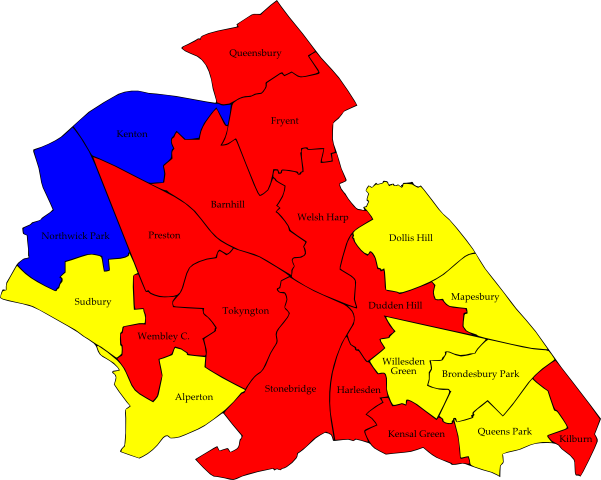 Queensbury
Fryent
Kenton
Barnhill
Welsh Harp
Preston
Nordwick Park
Dollis Hill
Sudbury
Mapesbury
Dudden Hill
Tokyngton
Wembley C.
Willesden
Green
Brondesbury Park
Stonebridge
Harlesden
Alperton
Kensal Green
Queens Park
Kilburn